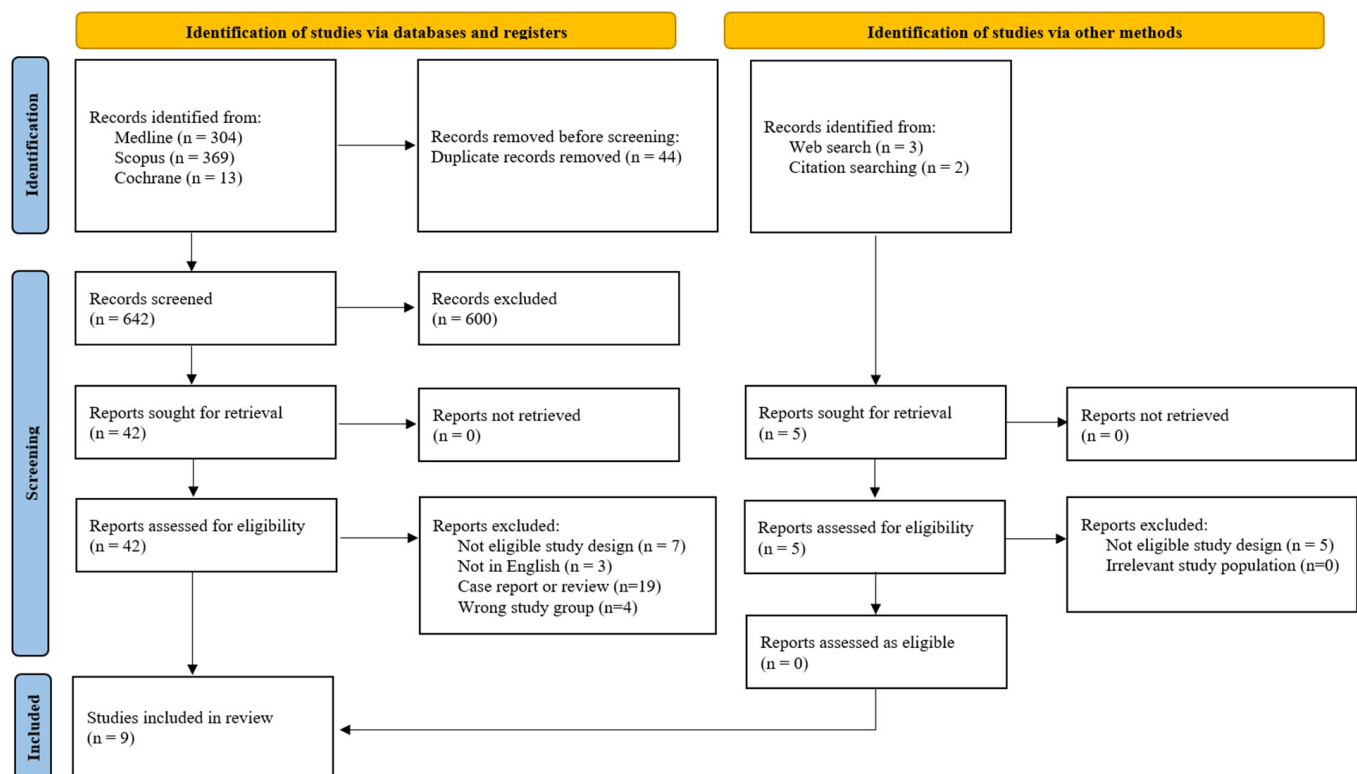 Identification of studies via databases and registers
Identification of studies via other methods
Identification
Records identified from:
Medline (n = 304)
Scopus (n = 369)
Cochrane (n = 13)
Records removed before screening:
Duplicate records removed (n = 44)
Records identified from:
Web search (n = 3)
Citation searching (n = 2)
Screening
Records screened
(n = 642)
Records excluded
(n = 600)
Reports sought for retrieval
(n = 42)
Reports not retrieved
(n = 0)
Reports sought for retrieval
(n = 5)
Reports not retrieved
(n = 0)
Reports assessed for eligibility
(n = 42)
Reports excluded:
Not eligible study design (n = 7)
Not in English (n = 3)
Case report or review (n=19)
Wrong study group (n=4)
Reports assessed for eligibility
(n = 5)
Reports excluded:
Not eligible study design (n = 5)
Irrelevant study population (n=0)
Reports assessed as eligible
(n = 0)
Included
Studies included in review
(n = 9)